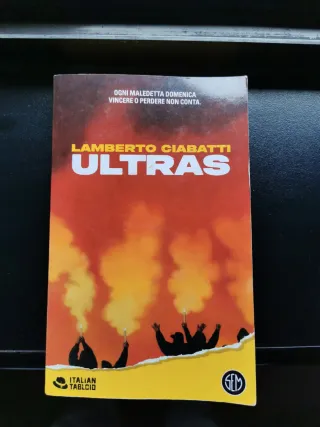 OGNI MALEDETTA DOMENICA
VINCERE O PERDERE NON CONTA.
LAMBERTO CIABATTI
ULTRAS
ITALIAN
TABLOID
SEM